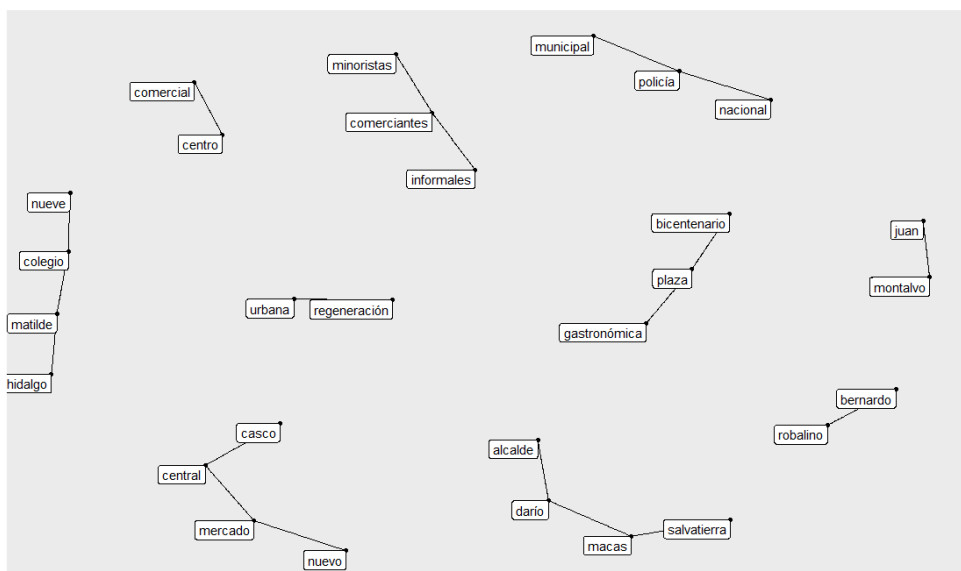 municipal
minoristas
policía
comercial
nacional
comerciantes
centro
informales
nueve
bicentenario
juan
colegio
plaza
montalvo
urbana
regeneración
matilde
gastronómica
hidalgo
bernardo
casco
robalino
alcalde
central
darío
mercado
salvatierra
macas
nuevo